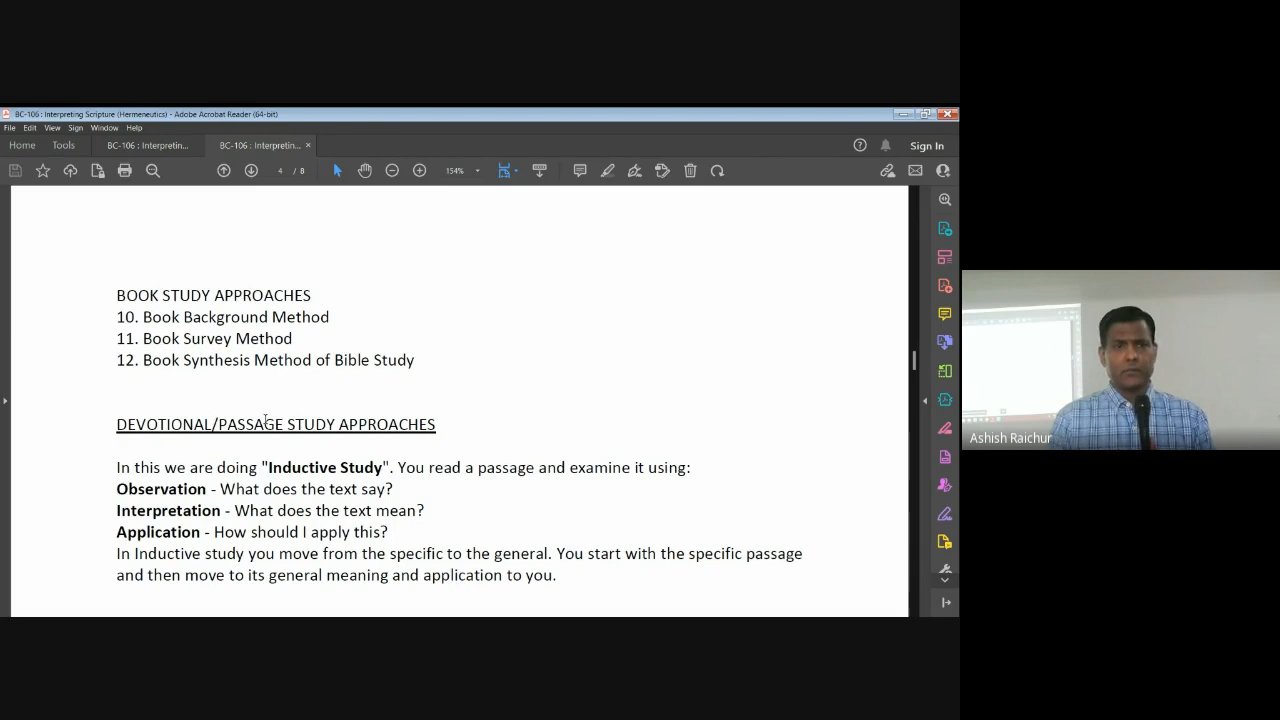 BC-106 : Interpreting Scripture (Hermeneutics) - Adobe Acrobat Reader (64-bit)
File Edit View Sign Window Help
Home Tools BC-106 : Interpretin... BC-106 : Interpretin... × Sign In
4 / 8 154%
BOOK STUDY APPROACHES
10. Book Background Method
11. Book Survey Method
12. Book Synthesis Method of Bible Study
DEVOTIONAL/PASSAGE STUDY APPROACHES
In this we are doing "Inductive Study". You read a passage and examine it using:
Observation - What does the text say?
Interpretation - What does the text mean?
Application - How should I apply this?
In Inductive study you move from the specific to the general. You start with the specific passage
and then move to its general meaning and application to you.
Ashish Raichur